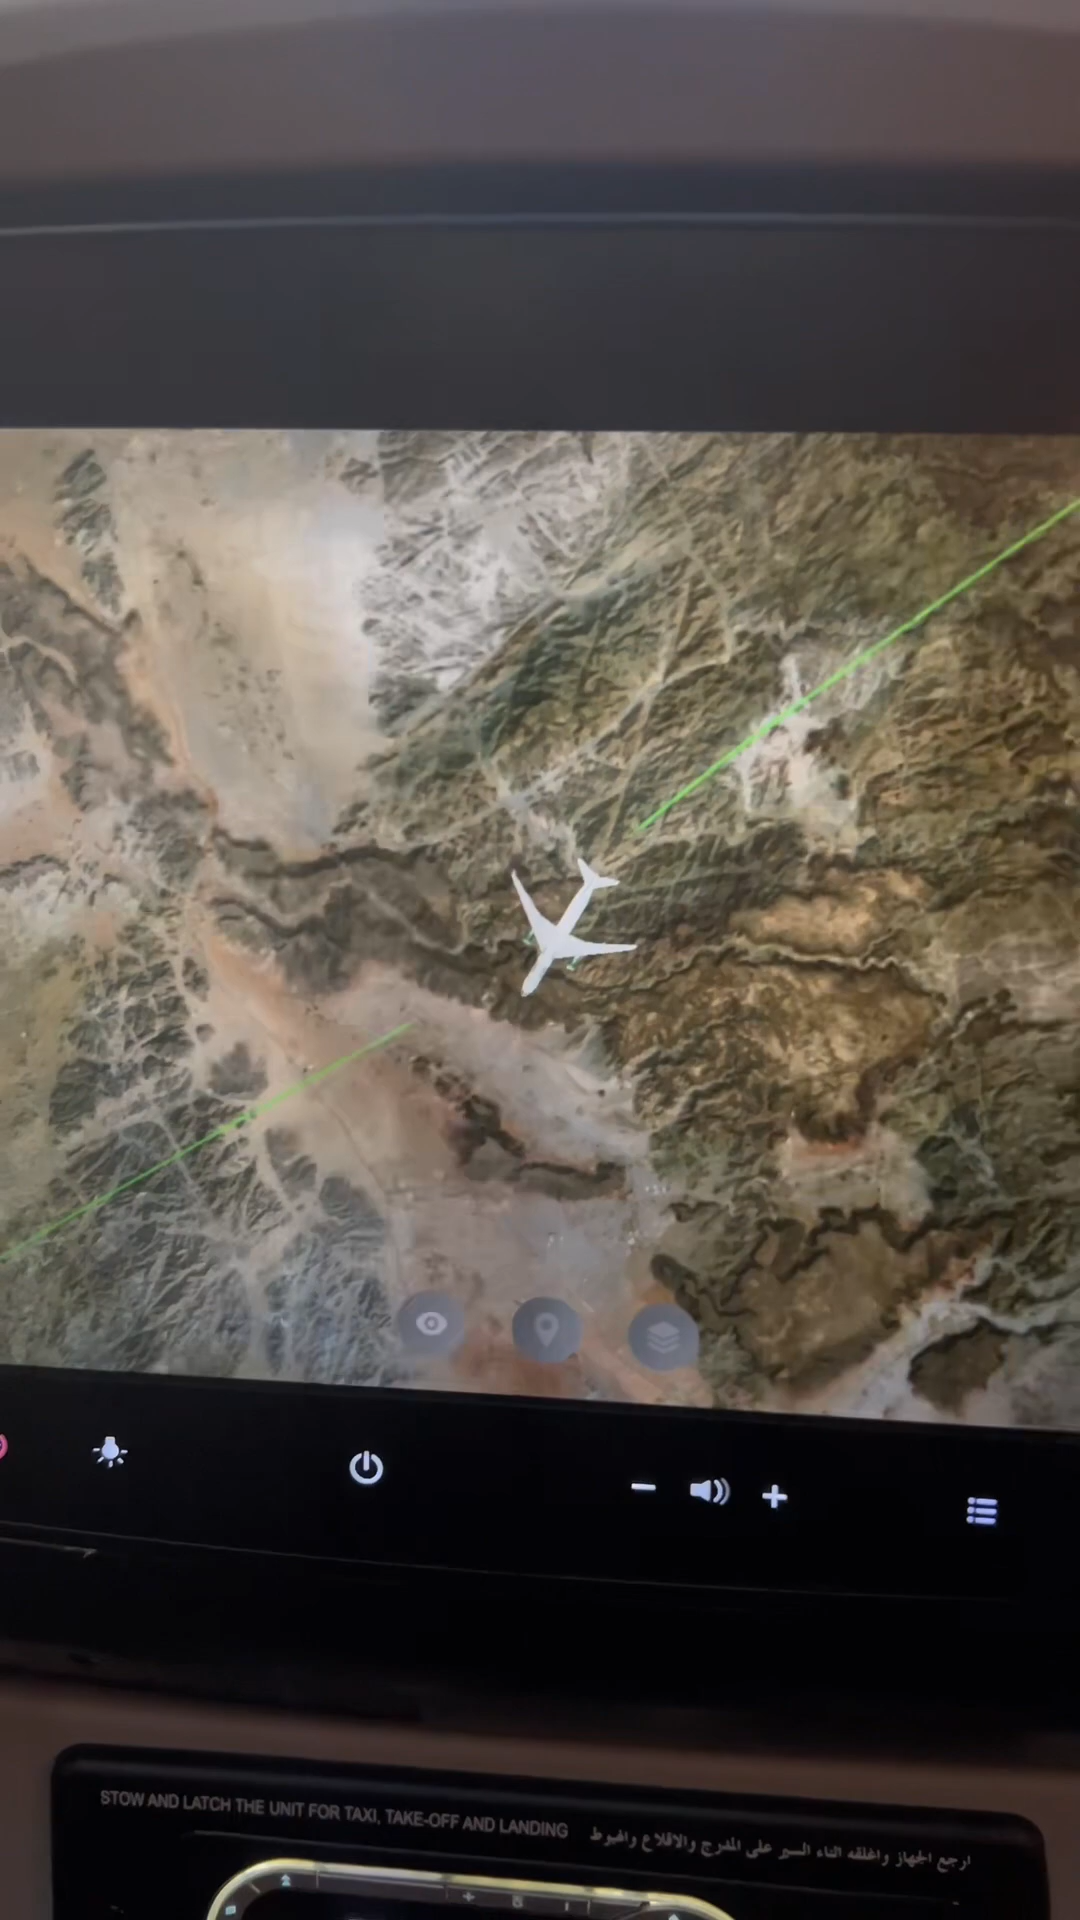 STOW AND LATCH THE UNIT FOR TAXI, TAKE-OFF AND LANDING
ارجع الجهاز واغلقه اثناء السير على المدرج والاقلاع والهبوط